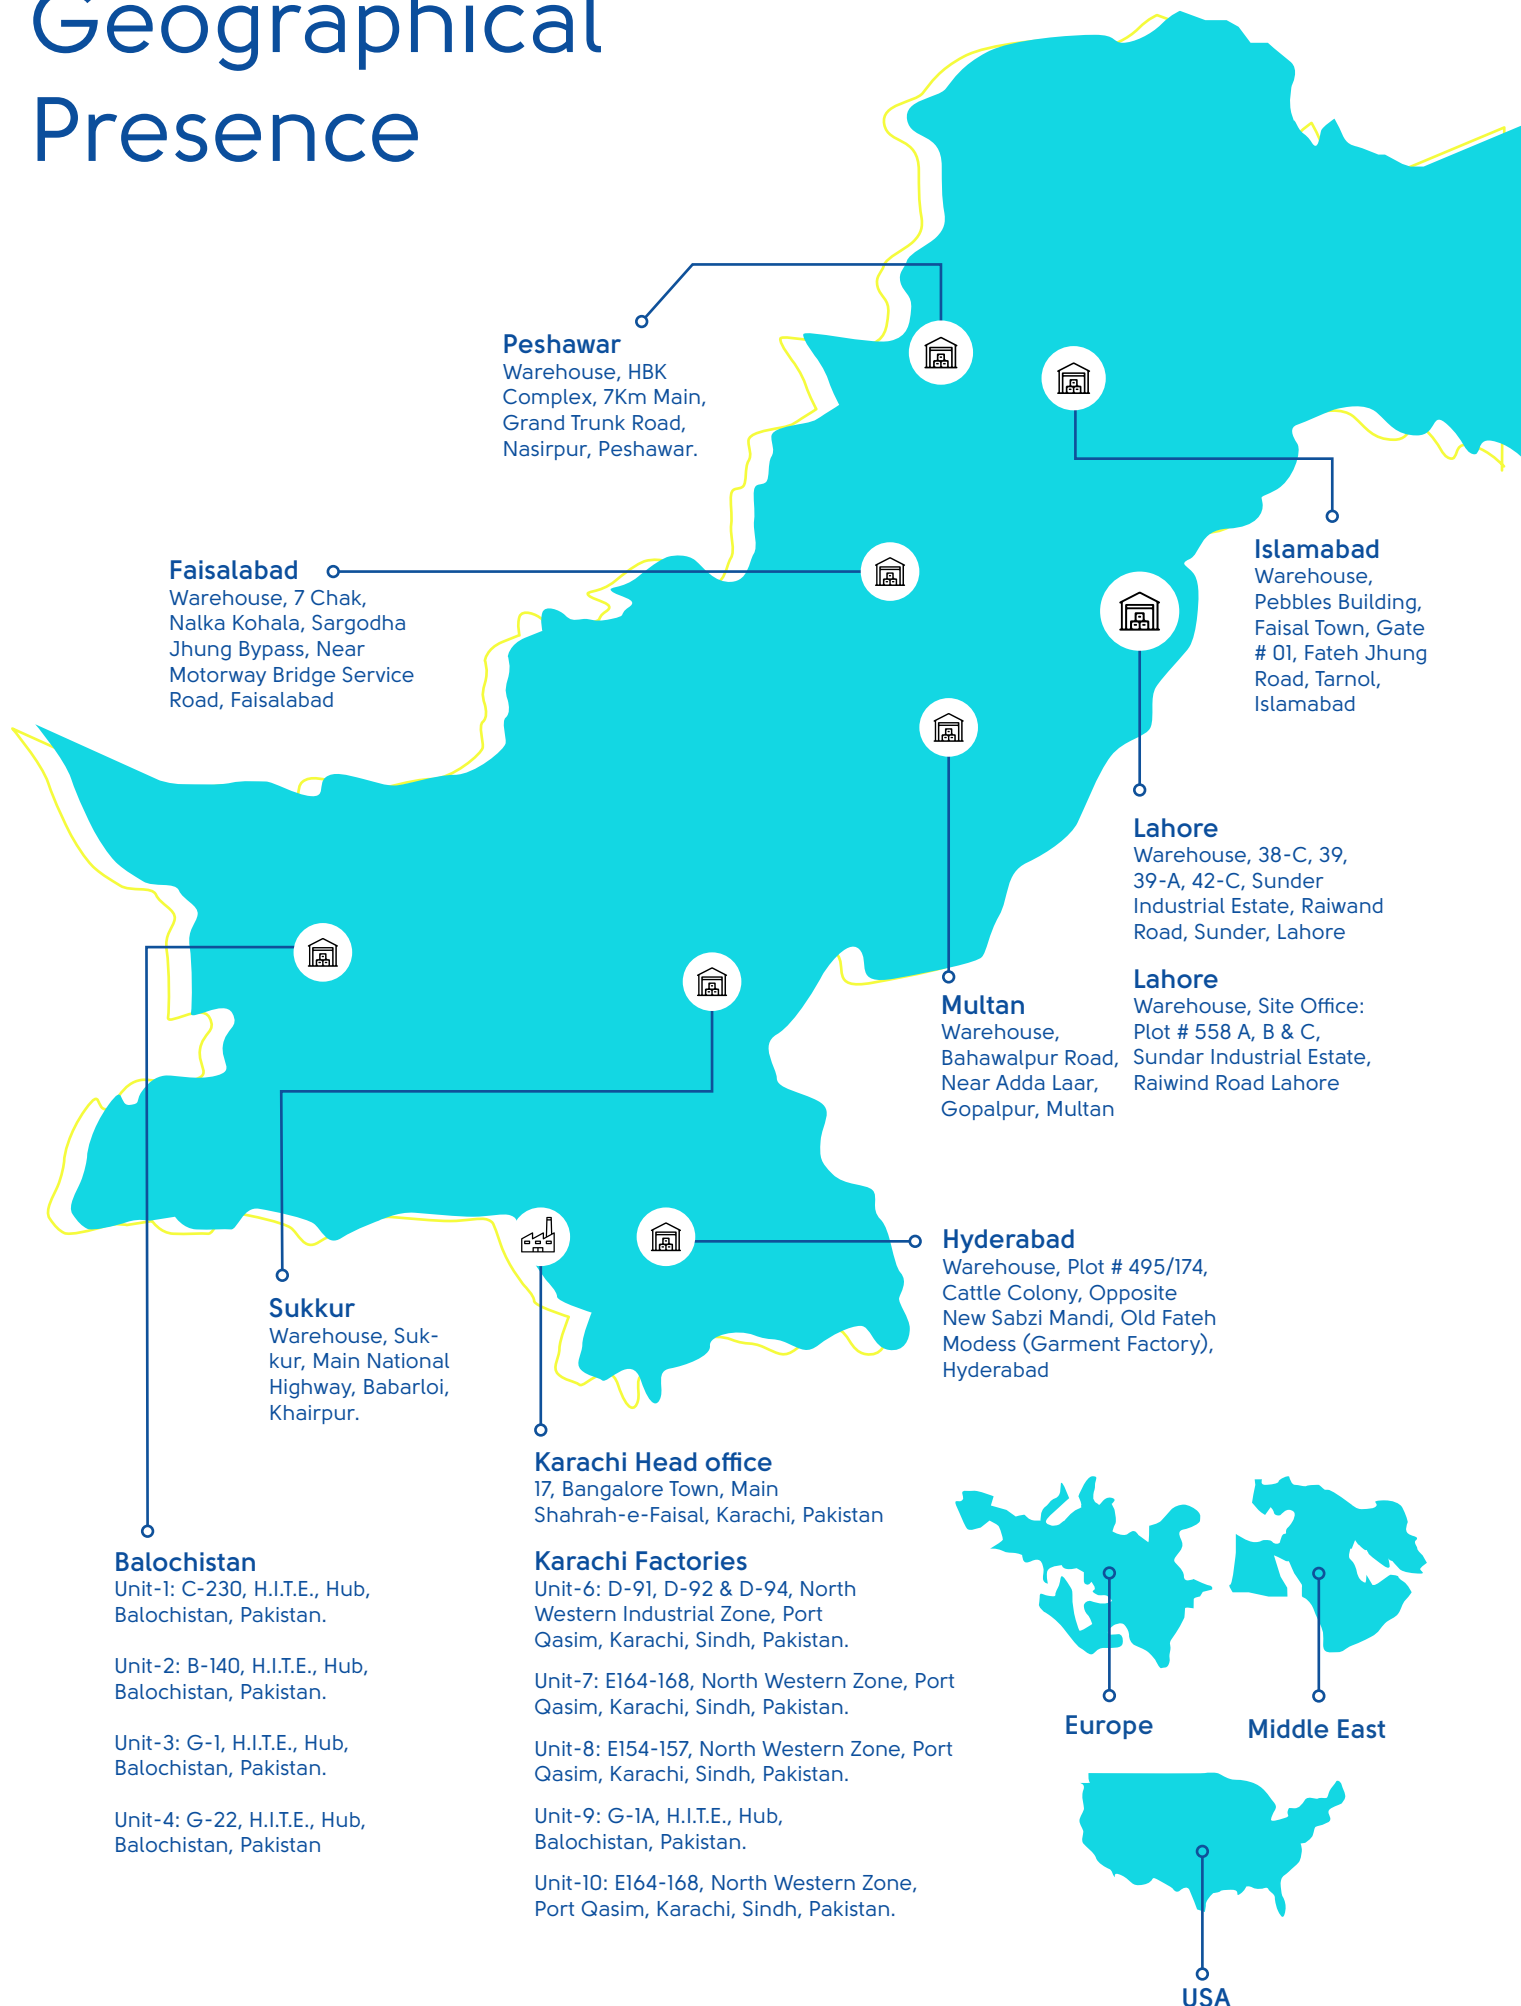 Geographical
Presence
Peshawar
Warehouse, HBK
Complex, 7Km Main,
Grand Trunk Road,
Nasirpur, Peshawar.
Faisalabad
Warehouse, 7 Chak,
Nalka Kohala, Sargodha
Jhung Bypass, Near
Motorway Bridge Service
Road, Faisalabad
Islamabad
Warehouse,
Pebbles Building,
Faisal Town, Gate
# 01, Fateh Jhung
Road, Tarnol,
Islamabad
Lahore
Warehouse, 38-C, 39,
39-A, 42-C, Sunder
Industrial Estate, Raiwand
Road, Sunder, Lahore
Lahore
Warehouse, Site Office:
Plot # 558 A, B & C,
Sundar Industrial Estate,
Raiwind Road Lahore
Multan
Warehouse,
Bahawalpur Road,
Near Adda Laar,
Gopalpur, Multan
Hyderabad
Warehouse, Plot # 495/174,
Cattle Colony, Opposite
New Sabzi Mandi, Old Fateh
Modess (Garment Factory),
Hyderabad
Sukkur
Warehouse, Suk-
kur, Main National
Highway, Babarloi,
Khairpur.
Karachi Head office
17, Bangalore Town, Main
Shahrah-e-Faisal, Karachi, Pakistan
Karachi Factories
Unit-6: D-91, D-92 & D-94, North
Western Industrial Zone, Port
Qasim, Karachi, Sindh, Pakistan.
Unit-7: E164-168, North Western Zone, Port
Qasim, Karachi, Sindh, Pakistan.
Unit-8: E154-157, North Western Zone, Port
Qasim, Karachi, Sindh, Pakistan.
Unit-9: G-1A, H.I.T.E., Hub,
Balochistan, Pakistan.
Unit-10: E164-168, North Western Zone,
Port Qasim, Karachi, Sindh, Pakistan.
Balochistan
Unit-1: C-230, H.I.T.E., Hub,
Balochistan, Pakistan.
Unit-2: B-140, H.I.T.E., Hub,
Balochistan, Pakistan.
Unit-3: G-1, H.I.T.E., Hub,
Balochistan, Pakistan.
Unit-4: G-22, H.I.T.E., Hub,
Balochistan, Pakistan
Europe
Middle East
USA